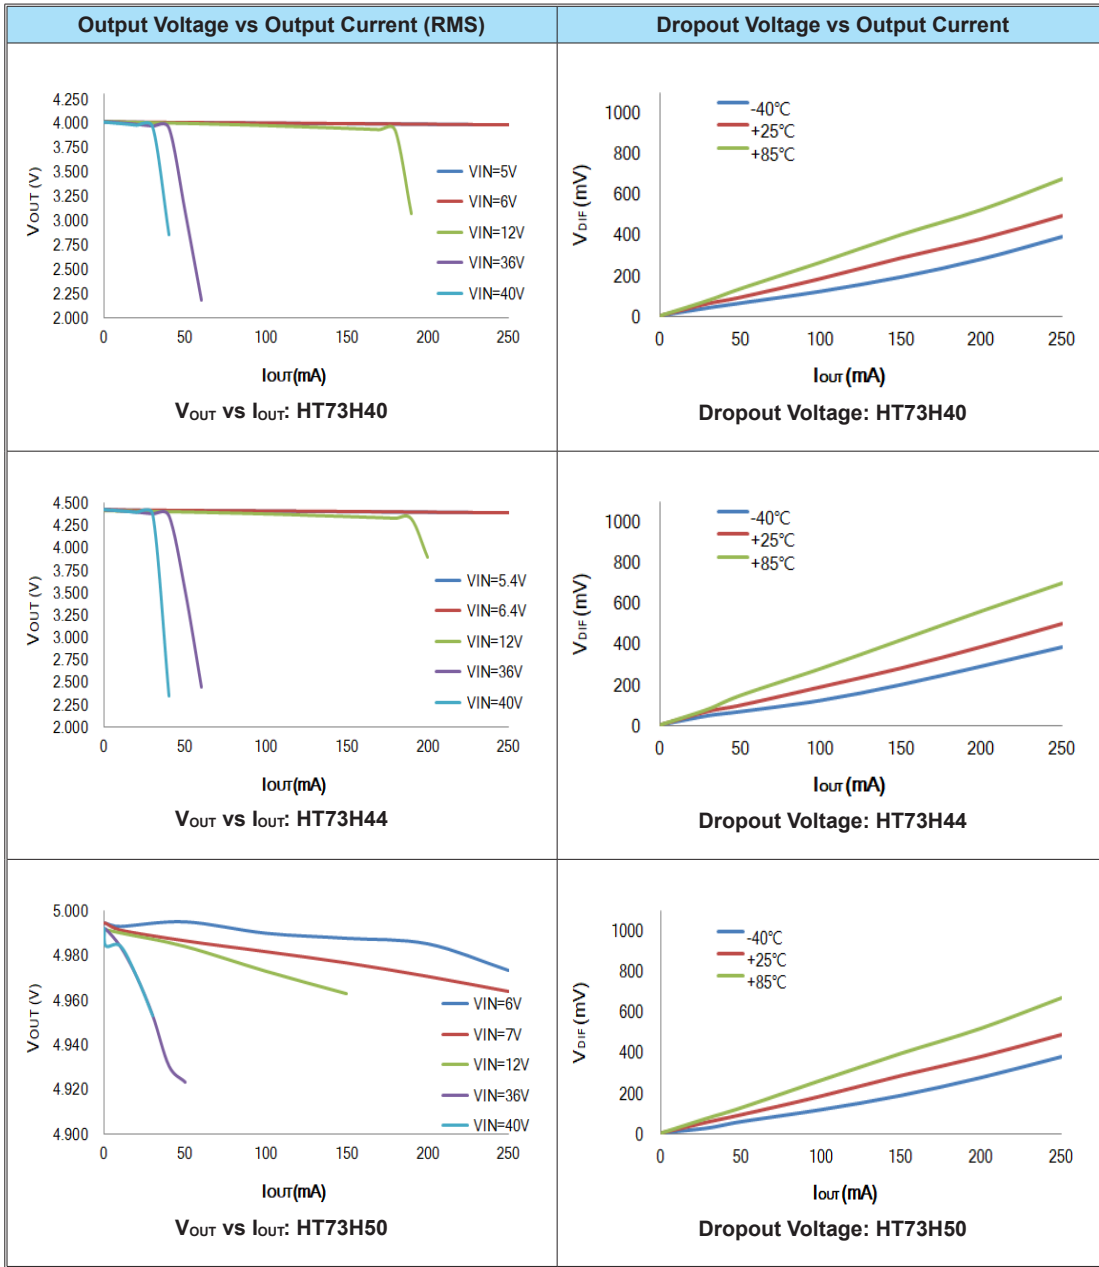 Output Voltage vs Output Current (RMS)
Dropout Voltage vs Output Current
4.250
4.000
3.750
3.500
3.250
3.000
2.750
2.500
2.250
2.000
VOUT (V)
0 50 100 150 200 250
IOUT(mA)
VIN=5V
VIN=6V
VIN=12V
VIN=36V
VIN=40V
VOUT vs IOUT: HT73H40
1000
800
600
400
200
0
VDIF (mV)
0 50 100 150 200 250
IOUT (mA)
-40℃
+25℃
+85℃
Dropout Voltage: HT73H40
4.500
4.250
4.000
3.750
3.500
3.250
3.000
2.750
2.500
2.250
2.000
VOUT (V)
0 50 100 150 200 250
IOUT(mA)
VIN=5.4V
VIN=6.4V
VIN=12V
VIN=36V
VIN=40V
VOUT vs IOUT: HT73H44
1000
800
600
400
200
0
VDIF (mV)
0 50 100 150 200 250
IOUT (mA)
-40℃
+25℃
+85℃
Dropout Voltage: HT73H44
5.000
4.980
4.960
4.940
4.920
4.900
VOUT (V)
0 50 100 150 200 250
IOUT(mA)
VIN=6V
VIN=7V
VIN=12V
VIN=36V
VIN=40V
VOUT vs IOUT: HT73H50
1000
800
600
400
200
0
VDIF (mV)
0 50 100 150 200 250
IOUT (mA)
-40℃
+25℃
+85℃
Dropout Voltage: HT73H50